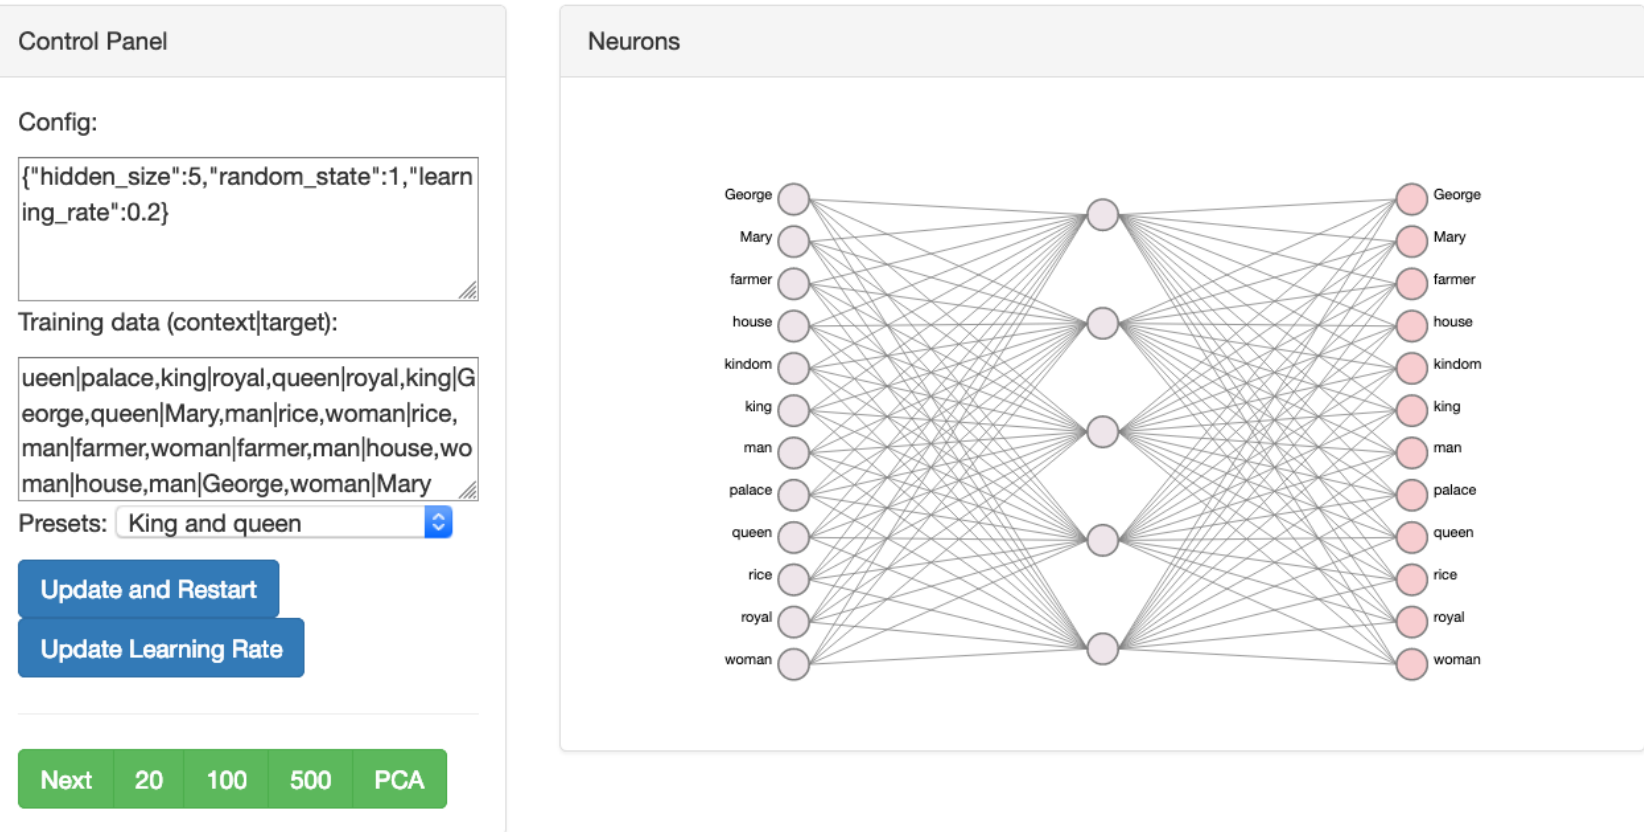 Control Panel
Config:
{"hidden_size":5,"random_state":1,"learn
ing_rate":0.2}
Training data (context|target):
ueen|palace,king|royal,queen|royal,king|G
eorge,queen|Mary,man|rice,woman|rice,
man|farmer,woman|farmer,man|house,wo
man|house,man|George,woman|Mary
Presets: King and queen
Update and Restart
Update Learning Rate
Next 20 100 500 PCA
Neurons
George George
Mary Mary
farmer farmer
house house
kindom kindom
king king
man man
palace palace
queen queen
rice rice
royal royal
woman woman